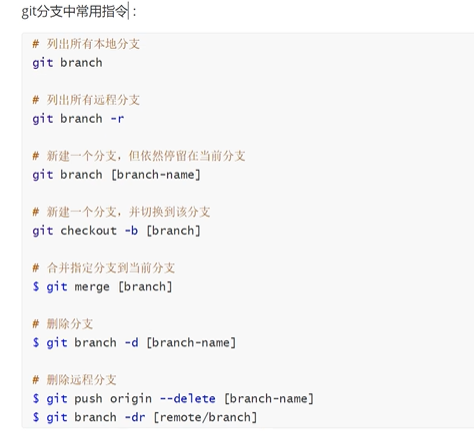 git分支中常用指令：
# 列出所有本地分支
git branch
# 列出所有远程分支
git branch -r
# 新建一个分支，但依然停留在当前分支
git branch [branch-name]
# 新建一个分支，并切换到该分支
git checkout -b [branch]
# 合并指定分支到当前分支
$ git merge [branch]
# 删除分支
$ git branch -d [branch-name]
# 删除远程分支
$ git push origin --delete [branch-name]
$ git branch -dr [remote/branch]